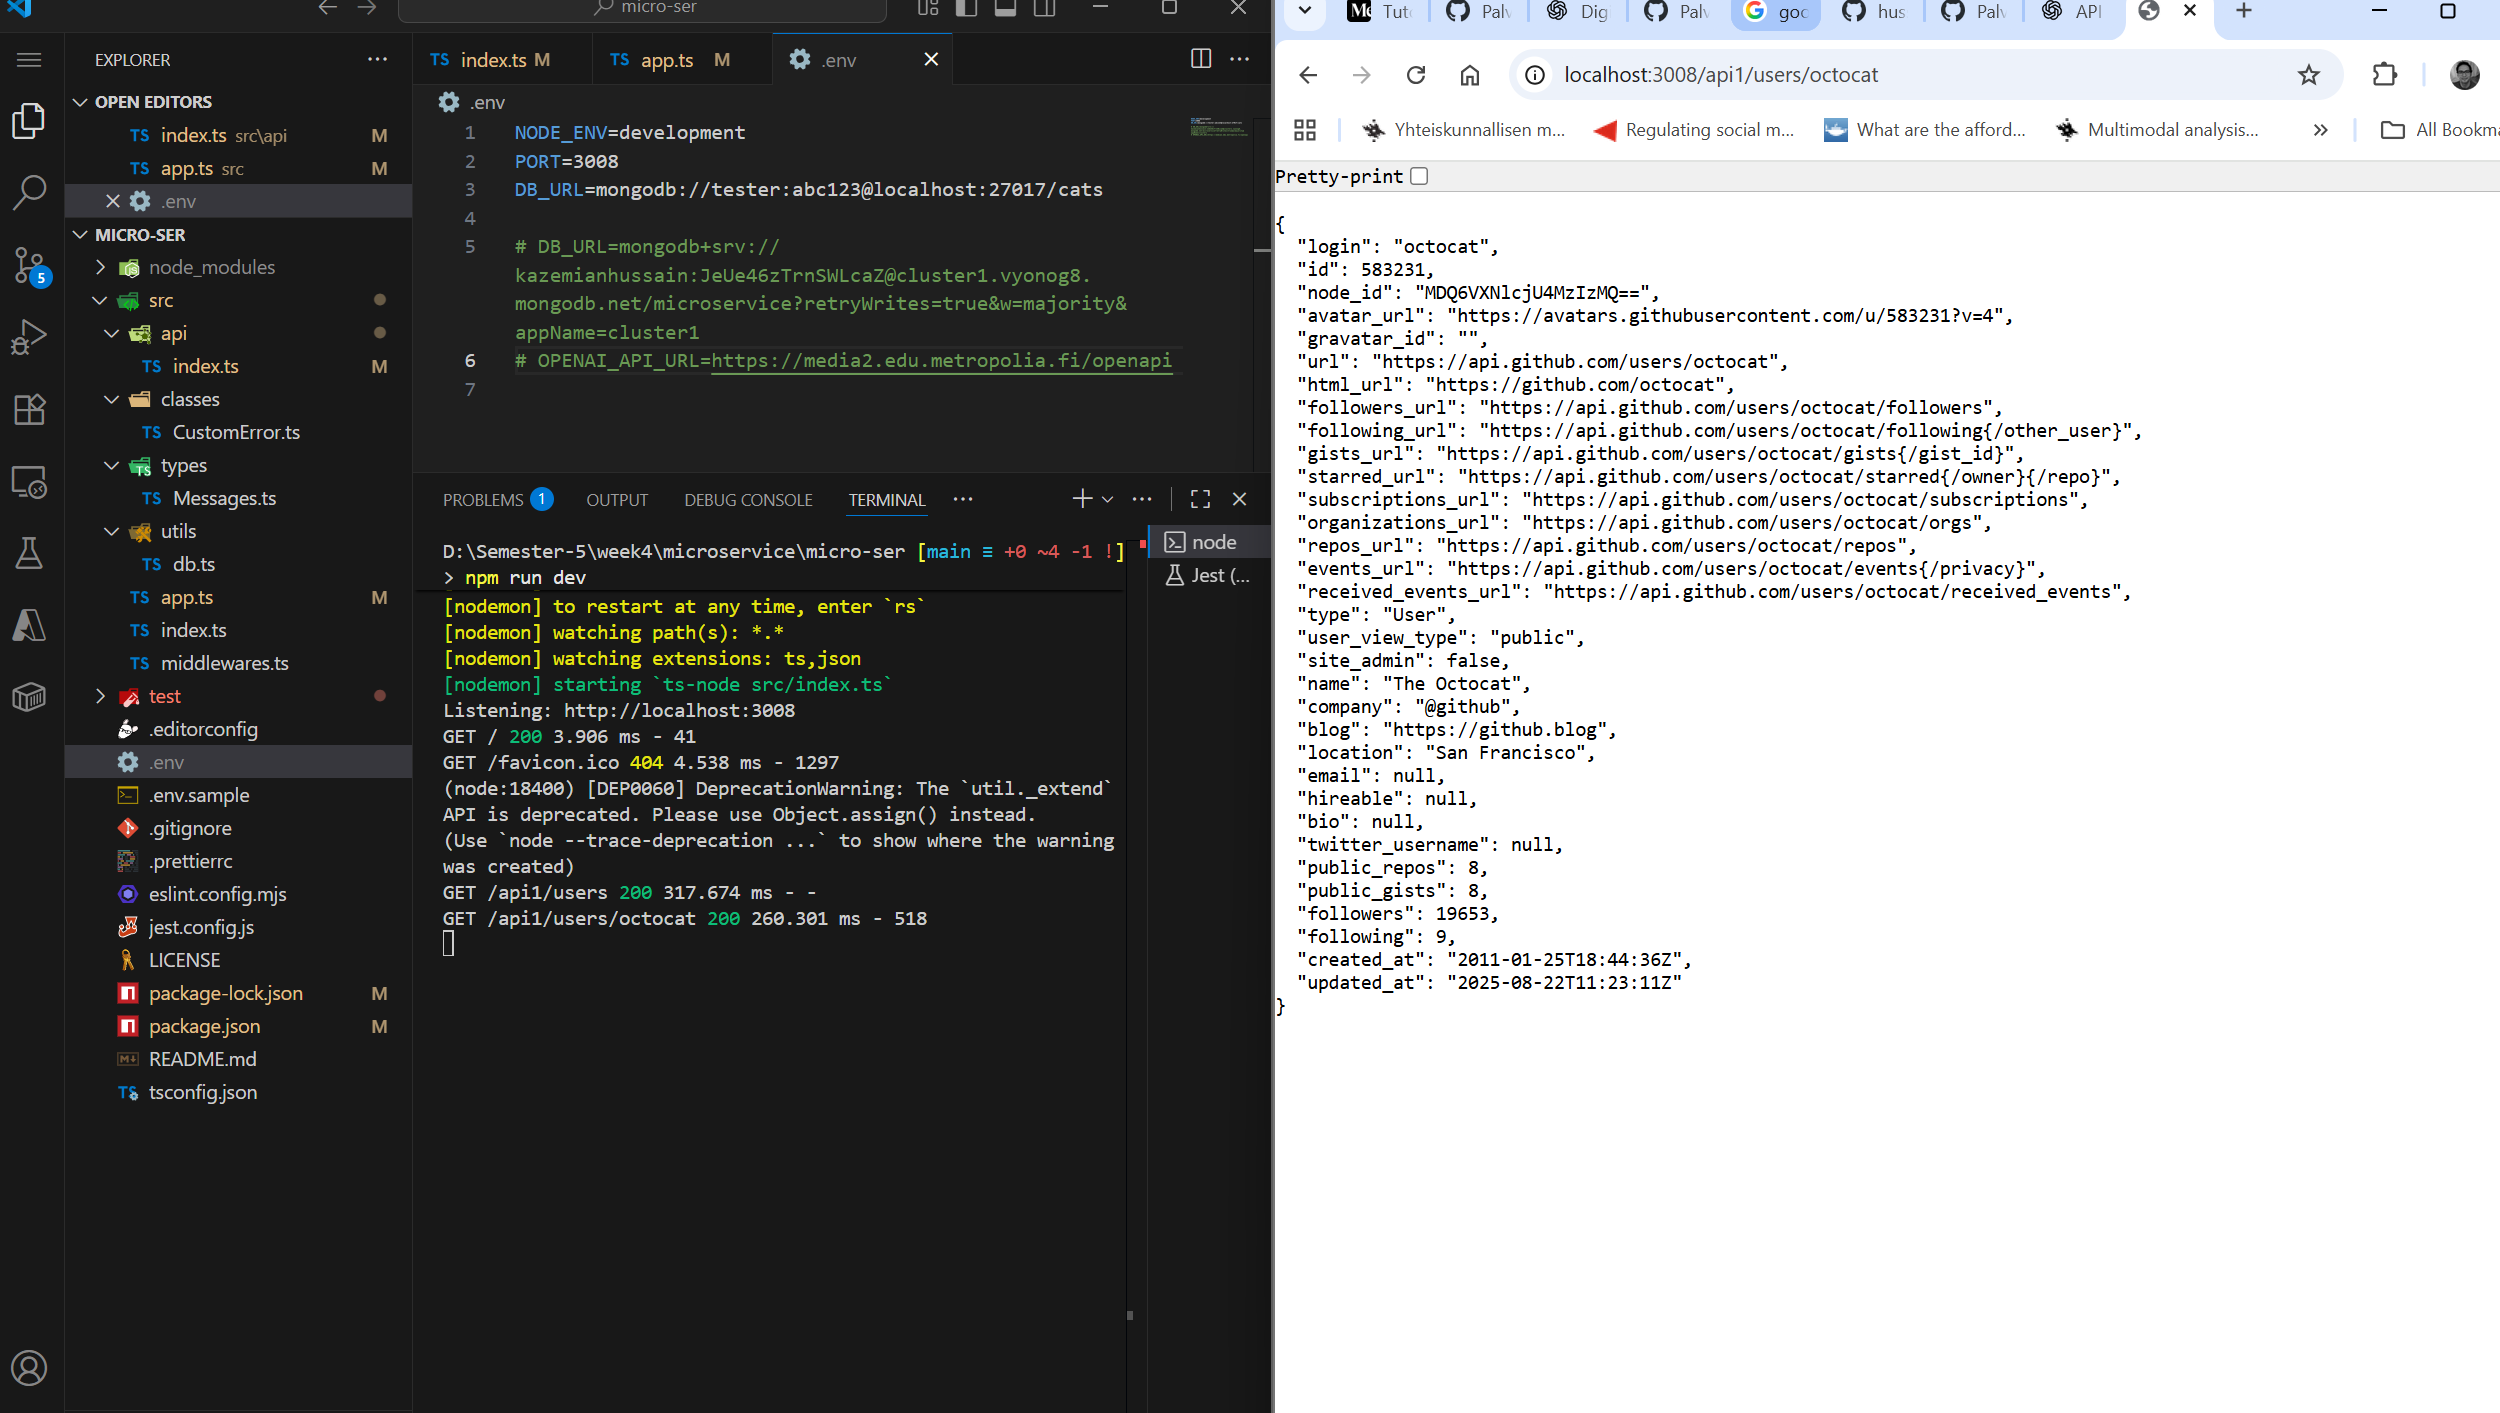 micro-ser
EXPLORER
OPEN EDITORS
TS index.ts src\api M
TS app.ts src M
.env
MICRO-SER
node_modules
src
api
TS index.ts M
classes
TS CustomError.ts
types
TS Messages.ts
utils
TS db.ts
TS app.ts M
TS index.ts
TS middlewares.ts
test
.editorconfig
.env
.env.sample
.gitignore
.prettierrc
eslint.config.mjs
jest.config.js
LICENSE
package-lock.json M
package.json M
README.md
tsconfig.json
5
TS index.ts M
TS app.ts M
.env
.env
1 NODE_ENV=development
2 PORT=3008
3 DB_URL=mongodb://tester:abc123@localhost:27017/cats
4
5 # DB_URL=mongodb+srv://
kazemianhussain:JeUe46zTrnSWLcaZ@cluster1.vyonog8.
mongodb.net/microservice?retryWrites=true&w=majority&
appName=cluster1
6 # OPENAI_API_URL=https://media2.edu.metropolia.fi/openapi
7
PROBLEMS 1 OUTPUT DEBUG CONSOLE TERMINAL
D:\Semester-5\week4\microservice\micro-ser [main ≡ +0 ~4 -1 !]
> npm run dev
[nodemon] to restart at any time, enter `rs`
[nodemon] watching path(s): *.*
[nodemon] watching extensions: ts,json
[nodemon] starting `ts-node src/index.ts`
Listening: http://localhost:3008
GET / 200 3.906 ms - 41
GET /favicon.ico 404 4.538 ms - 1297
(node:18400) [DEP0060] DeprecationWarning: The `util._extend`
API is deprecated. Please use Object.assign() instead.
(Use `node --trace-deprecation ...` to show where the warning
was created)
GET /api1/users 200 317.674 ms - -
GET /api1/users/octocat 200 260.301 ms - 518
node
Jest (...
Tut Palv Dig Palv goo hus Palv API
localhost:3008/api1/users/octocat
Yhteiskunnallisen m... Regulating social m... What are the afford... Multimodal analysis... » All Bookma
Pretty-print
{
"login": "octocat",
"id": 583231,
"node_id": "MDQ6VXNlcjU4MzIzMQ==",
"avatar_url": "https://avatars.githubusercontent.com/u/583231?v=4",
"gravatar_id": "",
"url": "https://api.github.com/users/octocat",
"html_url": "https://github.com/octocat",
"followers_url": "https://api.github.com/users/octocat/followers",
"following_url": "https://api.github.com/users/octocat/following{/other_user}",
"gists_url": "https://api.github.com/users/octocat/gists{/gist_id}",
"starred_url": "https://api.github.com/users/octocat/starred{/owner}{/repo}",
"subscriptions_url": "https://api.github.com/users/octocat/subscriptions",
"organizations_url": "https://api.github.com/users/octocat/orgs",
"repos_url": "https://api.github.com/users/octocat/repos",
"events_url": "https://api.github.com/users/octocat/events{/privacy}",
"received_events_url": "https://api.github.com/users/octocat/received_events",
"type": "User",
"user_view_type": "public",
"site_admin": false,
"name": "The Octocat",
"company": "@github",
"blog": "https://github.blog",
"location": "San Francisco",
"email": null,
"hireable": null,
"bio": null,
"twitter_username": null,
"public_repos": 8,
"public_gists": 8,
"followers": 19653,
"following": 9,
"created_at": "2011-01-25T18:44:36Z",
"updated_at": "2025-08-22T11:23:11Z"
}